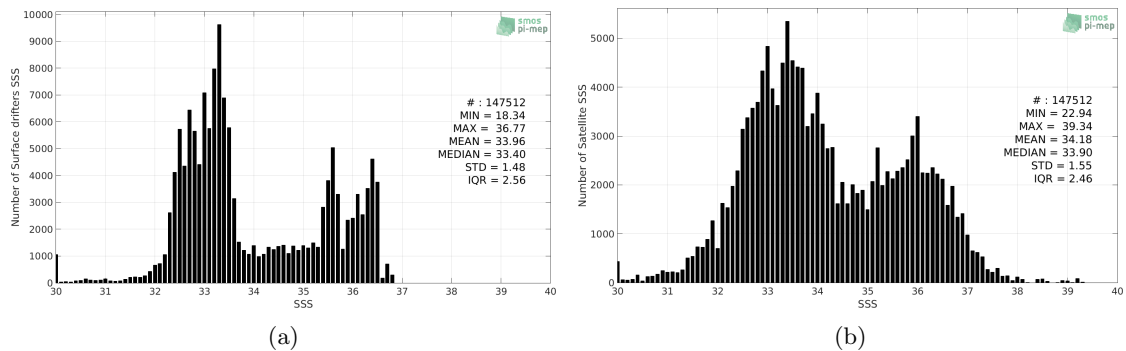 10000
9000
8000
7000
6000
5000
4000
3000
2000
1000
0
Number of Surface drifters SSS
30 31 32 33 34 35 36 37 38 39 40
SSS
smos
pi-mep
# : 147512
MIN = 18.34
MAX = 36.77
MEAN = 33.96
MEDIAN = 33.40
STD = 1.48
IQR = 2.56
(a)
5000
4000
3000
2000
1000
0
Number of Satellite SSS
30 31 32 33 34 35 36 37 38 39 40
SSS
smos
pi-mep
# : 147512
MIN = 22.94
MAX = 39.34
MEAN = 34.18
MEDIAN = 33.90
STD = 1.55
IQR = 2.46
(b)